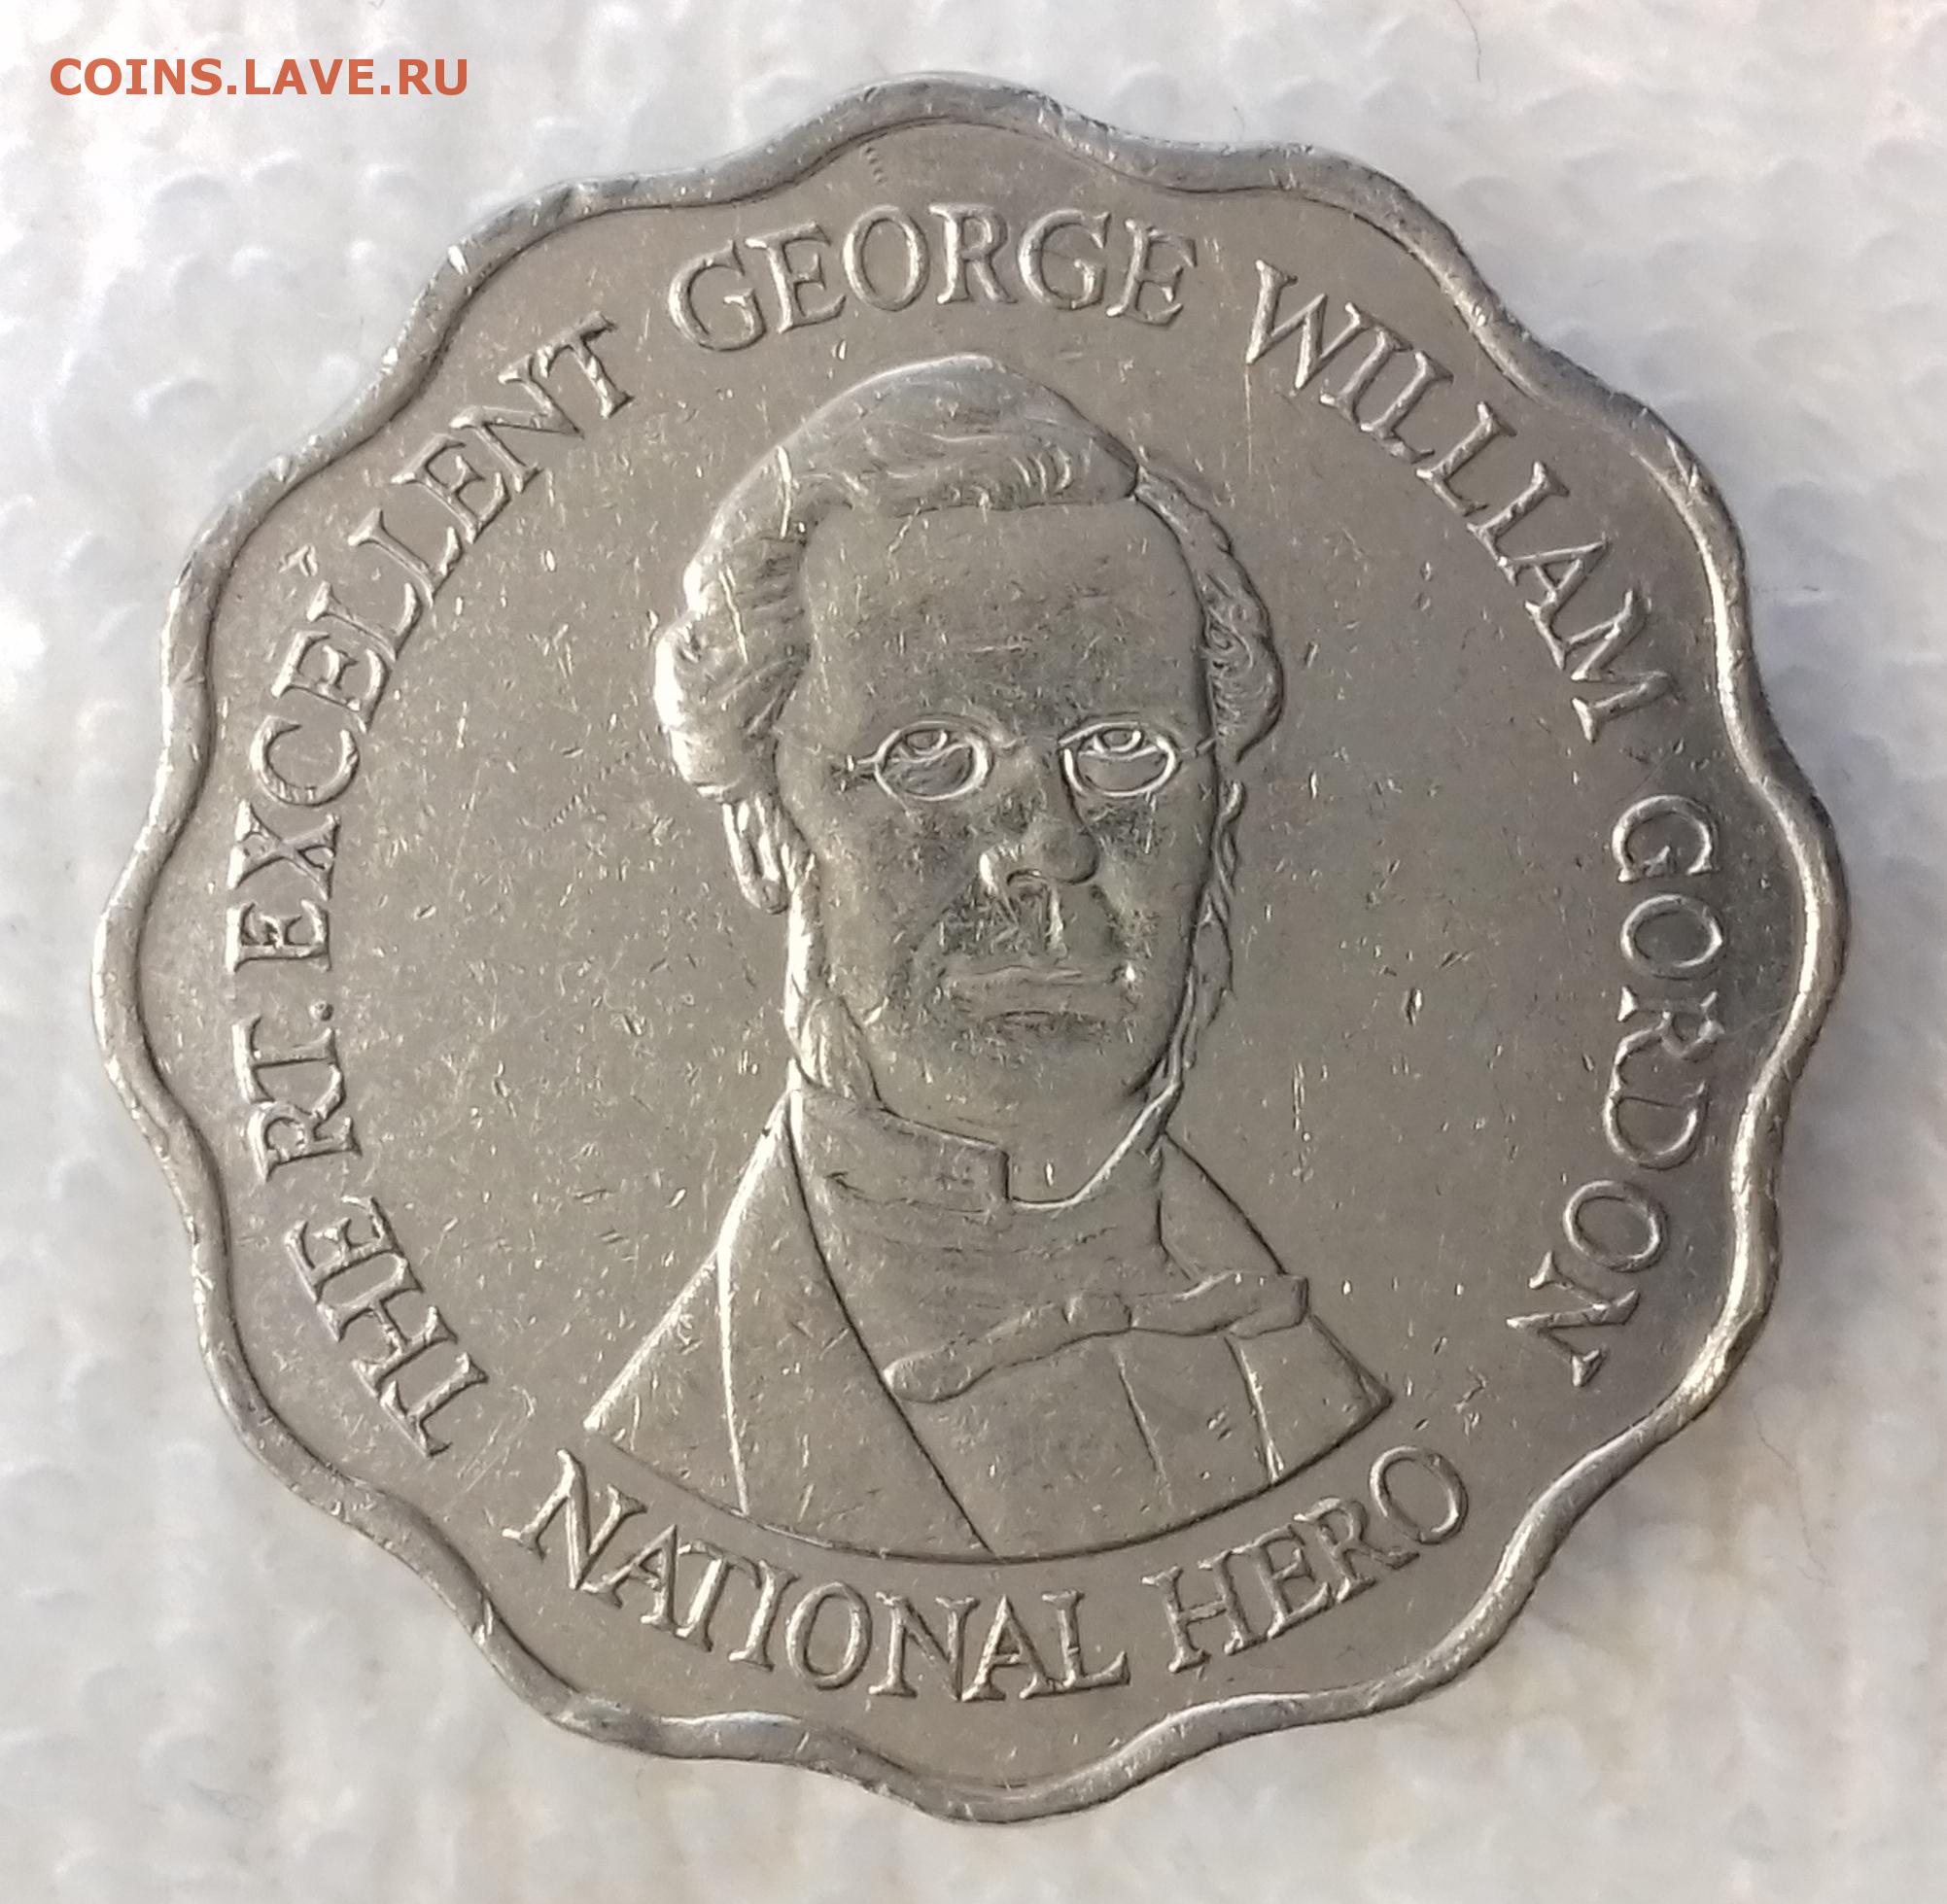 COINS.LAVE.RU
THE RT. EXCELLENT GEORGE WILLIAM GORDON
NATIONAL HERO